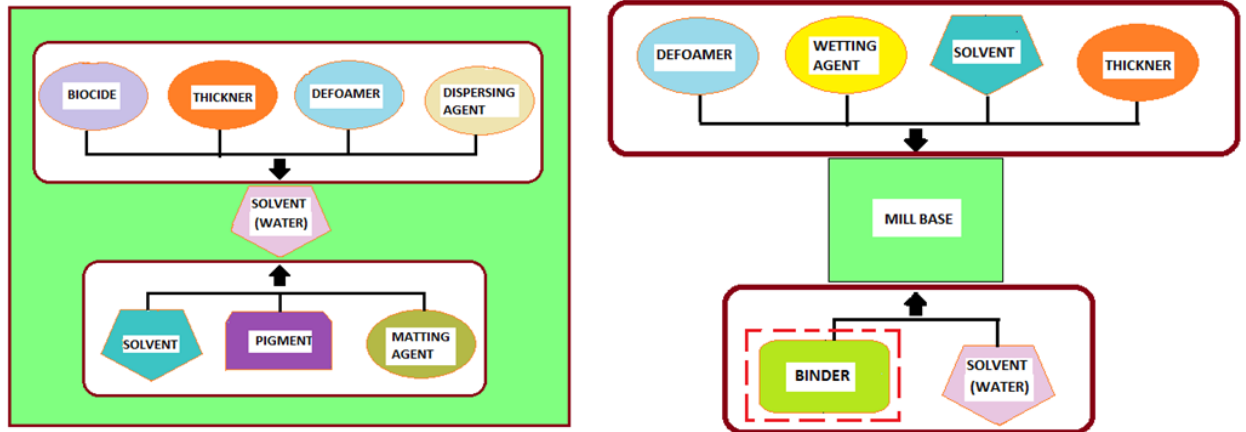 BIOCIDE
THICKNER
DEFOAMER
DISPERSING
AGENT
SOLVENT
(WATER)
SOLVENT
PIGMENT
MATTING
AGENT
DEFOAMER
WETTING
AGENT
SOLVENT
THICKNER
MILL BASE
BINDER
SOLVENT
(WATER)